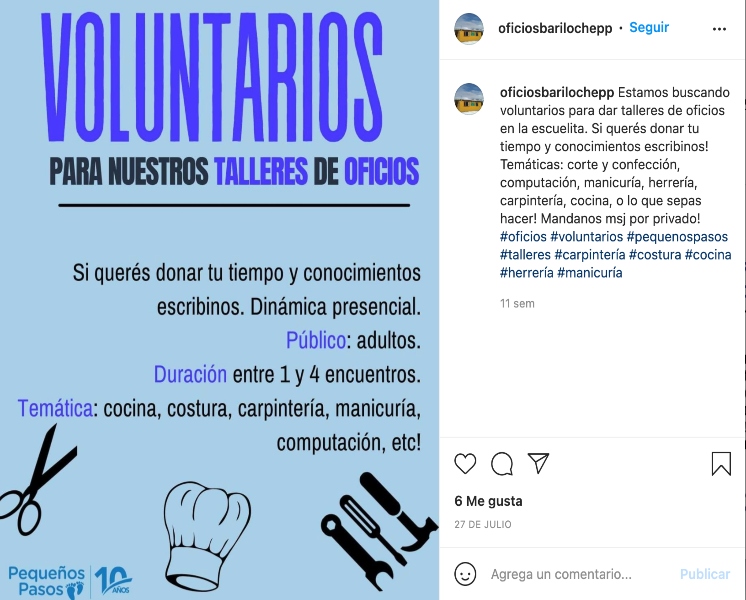 VOLUNTARIOS
PARA NUESTROS TALLERES DE OFICIOS
Si querés donar tu tiempo y conocimientos
escribinos. Dinámica presencial.
Público: adultos.
Duración entre 1 y 4 encuentros.
Temática: cocina, costura, carpintería, manicuría,
computación, etc!
Pequeños
Pasos
10
AÑOS
oficiosbarilochepp · Seguir
oficiosbarilochepp Estamos buscando
voluntarios para dar talleres de oficios
en la escuelita. Si querés donar tu
tiempo y conocimientos escribinos!
Temáticas: corte y confección,
computación, manicuría, herrería,
carpintería, cocina, o lo que sepas
hacer! Mandanos msj por privado!
#oficios #voluntarios #pequenospasos
#talleres #carpintería #costura #cocina
#herrería #manicuría
11 sem
6 Me gusta
27 DE JULIO
Agrega un comentario... Publicar